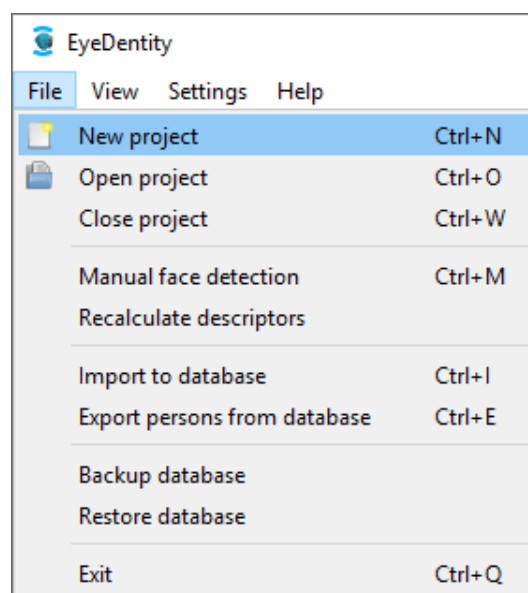 EyeDentity
File View Settings Help
New project Ctrl+N
Open project Ctrl+O
Close project Ctrl+W
Manual face detection Ctrl+M
Recalculate descriptors
Import to database Ctrl+I
Export persons from database Ctrl+E
Backup database
Restore database
Exit Ctrl+Q